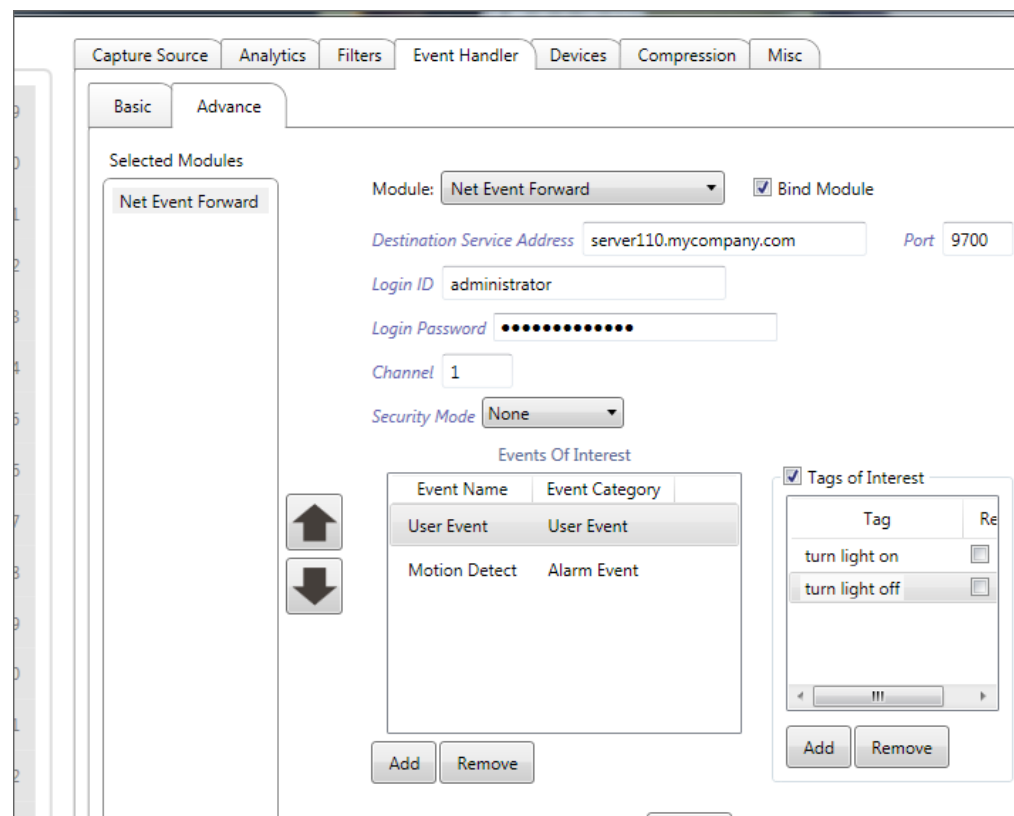 Capture Source Analytics Filters Event Handler Devices Compression Misc
Basic Advance
Selected Modules
Net Event Forward
Module: Net Event Forward Bind Module
Destination Service Address server110.mycompany.com Port 9700
Login ID administrator
Login Password ●●●●●●●●●●●●●
Channel 1
Security Mode None
Events Of Interest
Event Name Event Category
User Event User Event
Motion Detect Alarm Event
Add Remove
Tags of Interest
Tag Re
turn light on
turn light off
Add Remove